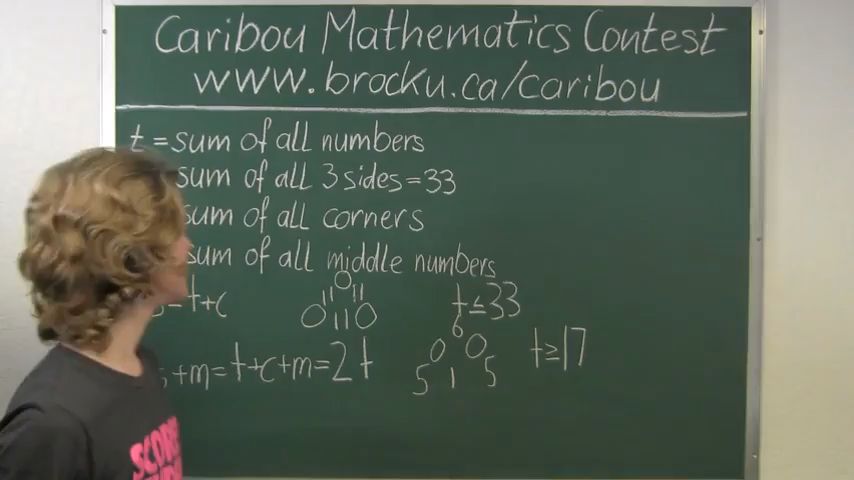 Caribou Mathematics Contest
www.brocku.ca/caribou
t = sum of all numbers
sum of all 3 sides = 33
sum of all corners
sum of all middle numbers
= t+c
0
11 11
0 11 0
t ≤ 33
6
0 0
5 1 5
t ≥ 17
+m = t+c+m = 2t
SCORE